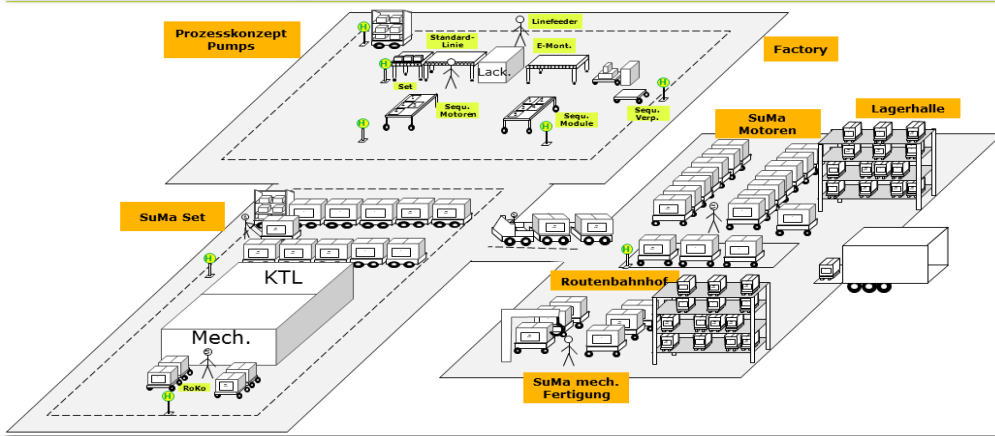 Prozesskonzept
Pumps
Linefeeder
Standard-
Linie
E-Mont.
Factory
H
H
Lack.
Set
Sequ.
Motoren
Sequ.
Module
Sequ.
Verp.
H
H
H
SuMa
Motoren
Lagerhalle
SuMa Set
H
KTL
H
Routenbahnhof
Mech.
RoKo
H
SuMa mech.
Fertigung